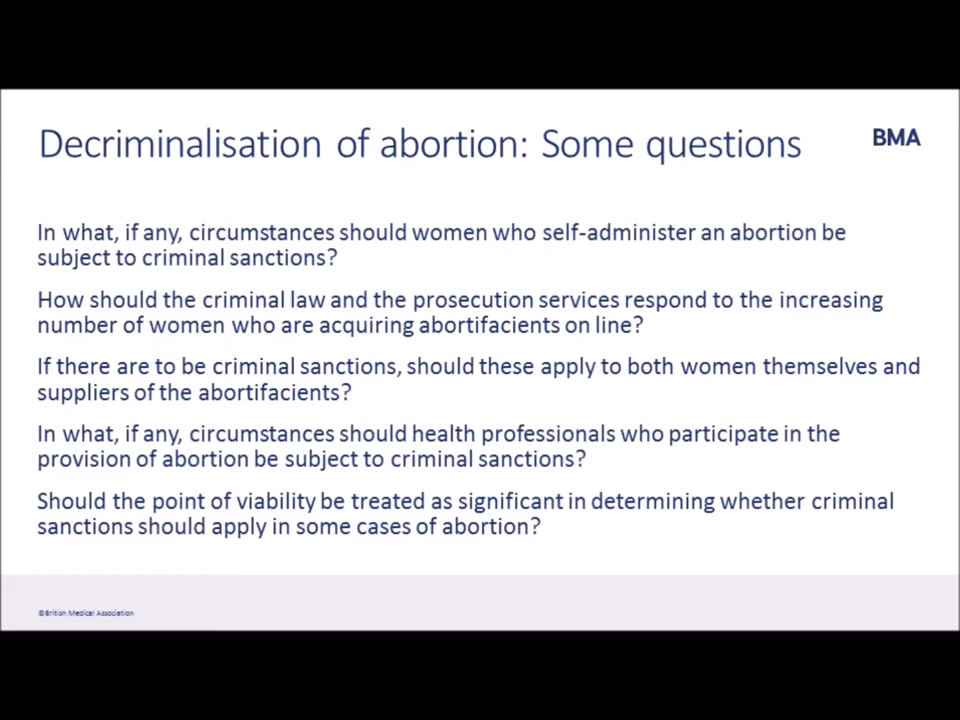 Decriminalisation of abortion: Some questions
BMA
In what, if any, circumstances should women who self-administer an abortion be
subject to criminal sanctions?
How should the criminal law and the prosecution services respond to the increasing
number of women who are acquiring abortifacients on line?
If there are to be criminal sanctions, should these apply to both women themselves and
suppliers of the abortifacients?
In what, if any, circumstances should health professionals who participate in the
provision of abortion be subject to criminal sanctions?
Should the point of viability be treated as significant in determining whether criminal
sanctions should apply in some cases of abortion?
©British Medical Association